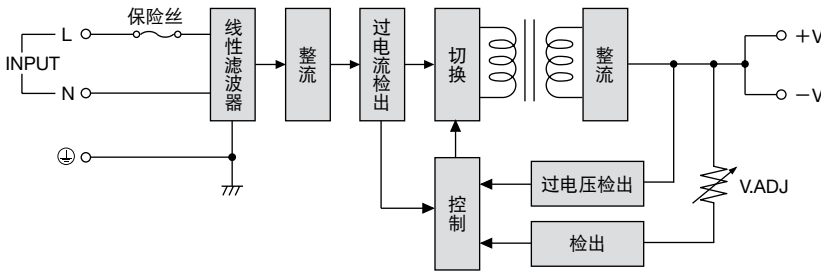 保险丝
L
INPUT
N
线性滤波器
整流
过电流检出
切换
整流
+V
−V
控制
过电压检出
检出
V.ADJ